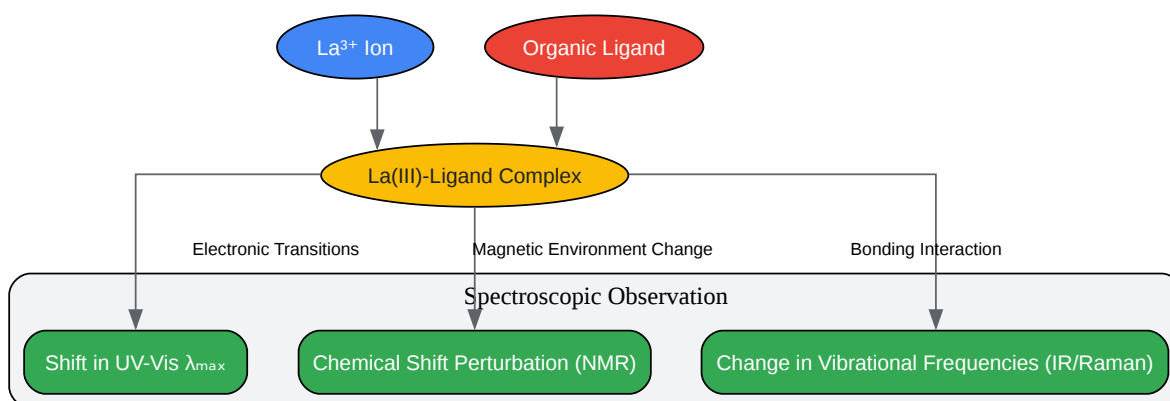 La³⁺ Ion
Organic Ligand
La(III)-Ligand Complex
Electronic Transitions
Magnetic Environment Change
Bonding Interaction
Spectroscopic Observation
Shift in UV-Vis λₘₐₓ
Chemical Shift Perturbation (NMR)
Change in Vibrational Frequencies (IR/Raman)